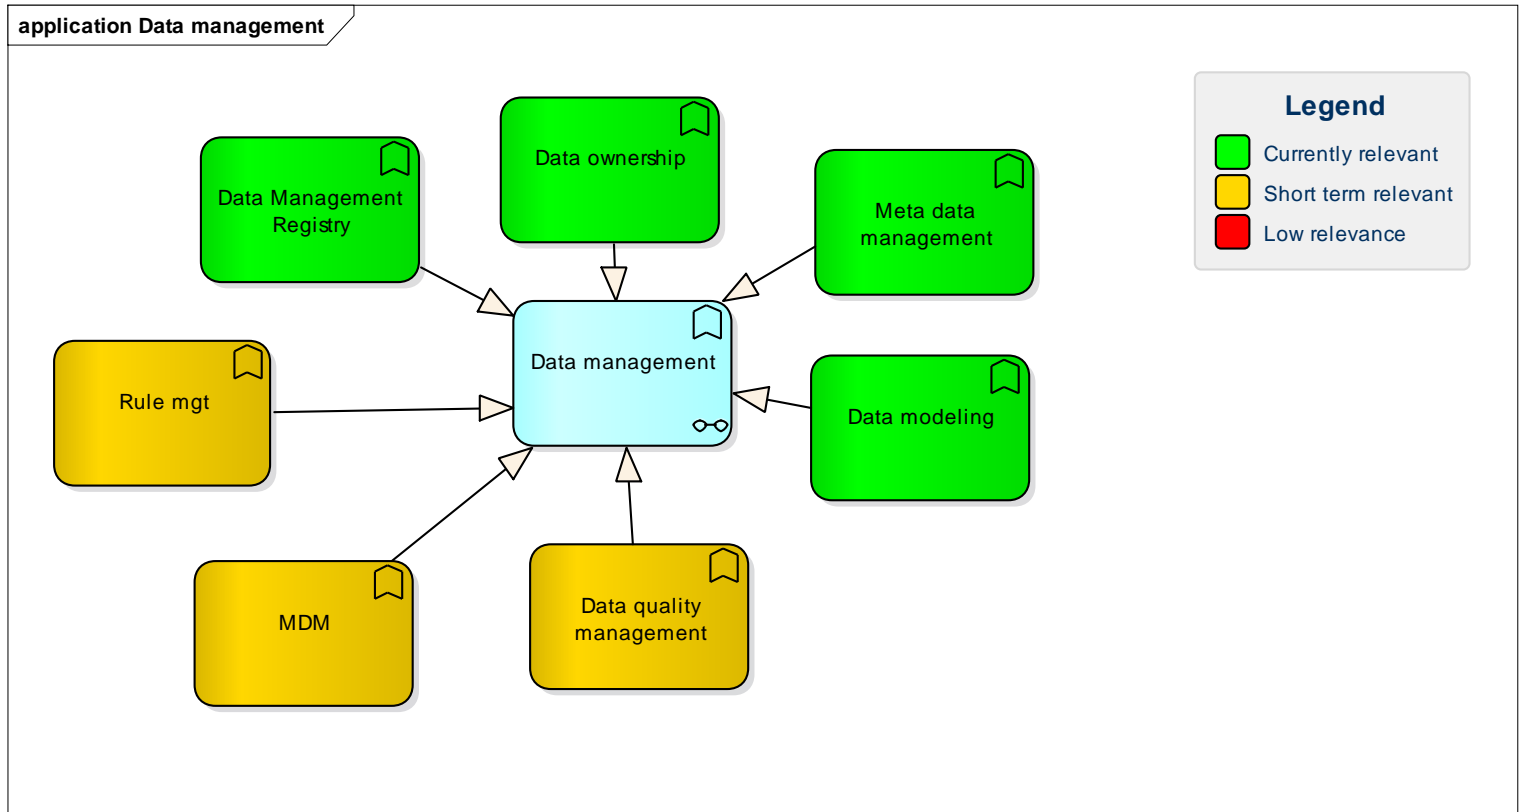 application Data management
Data ownership
Data Management
Registry
Meta data
management
Data management
Rule mgt
Data modeling
MDM
Data quality
management
Legend
Currently relevant
Short term relevant
Low relevance